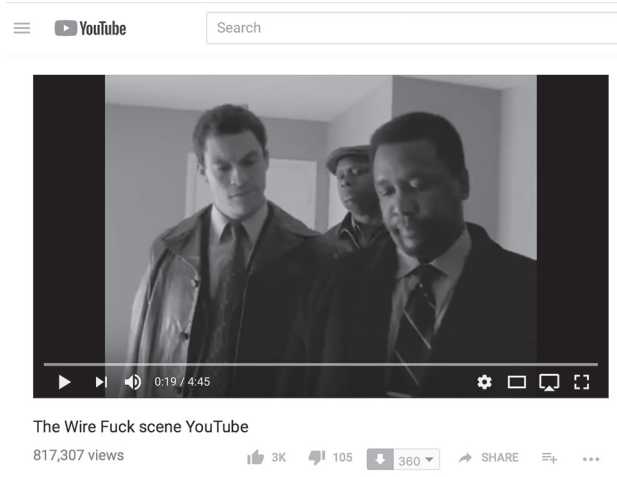 YouTube
Search
0:19 / 4:45
The Wire Fuck scene YouTube
817,307 views
3K
105
360
SHARE